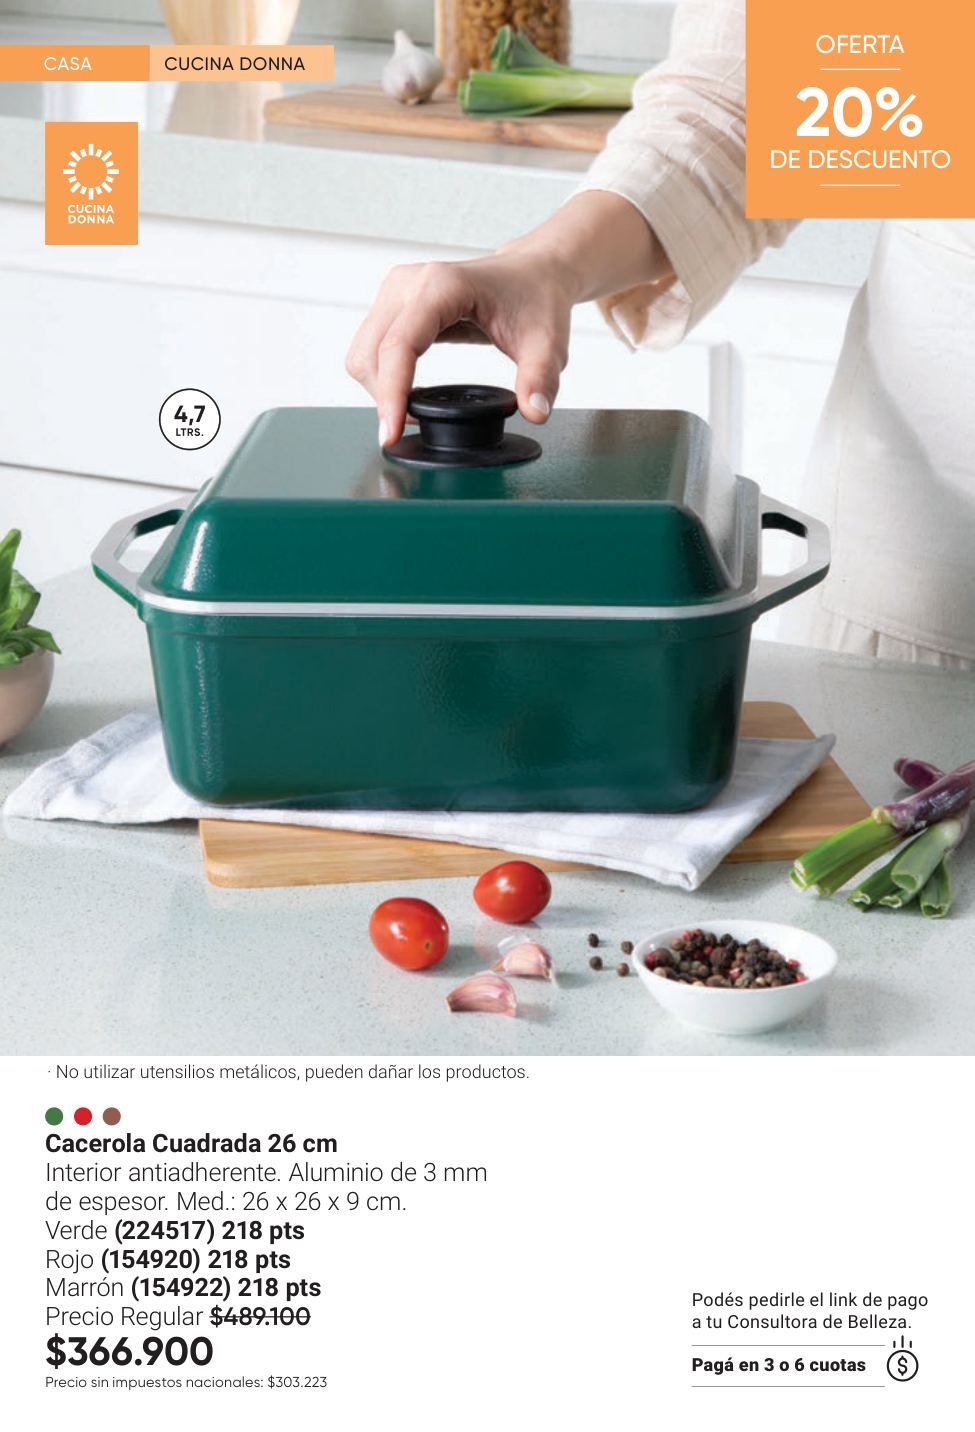 CASA
CUCINA DONNA
OFERTA
20%
DE DESCUENTO
CUCINA
DONNA
4,7
LTRS.
· No utilizar utensilios metálicos, pueden dañar los productos.
Cacerola Cuadrada 26 cm
Interior antiadherente. Aluminio de 3 mm
de espesor. Med.: 26 x 26 x 9 cm.
Verde (224517) 218 pts
Rojo (154920) 218 pts
Marrón (154922) 218 pts
Precio Regular $489.100
$366.900
Precio sin impuestos nacionales: $303.223
Podés pedirle el link de pago
a tu Consultora de Belleza.
Pagá en 3 o 6 cuotas
$